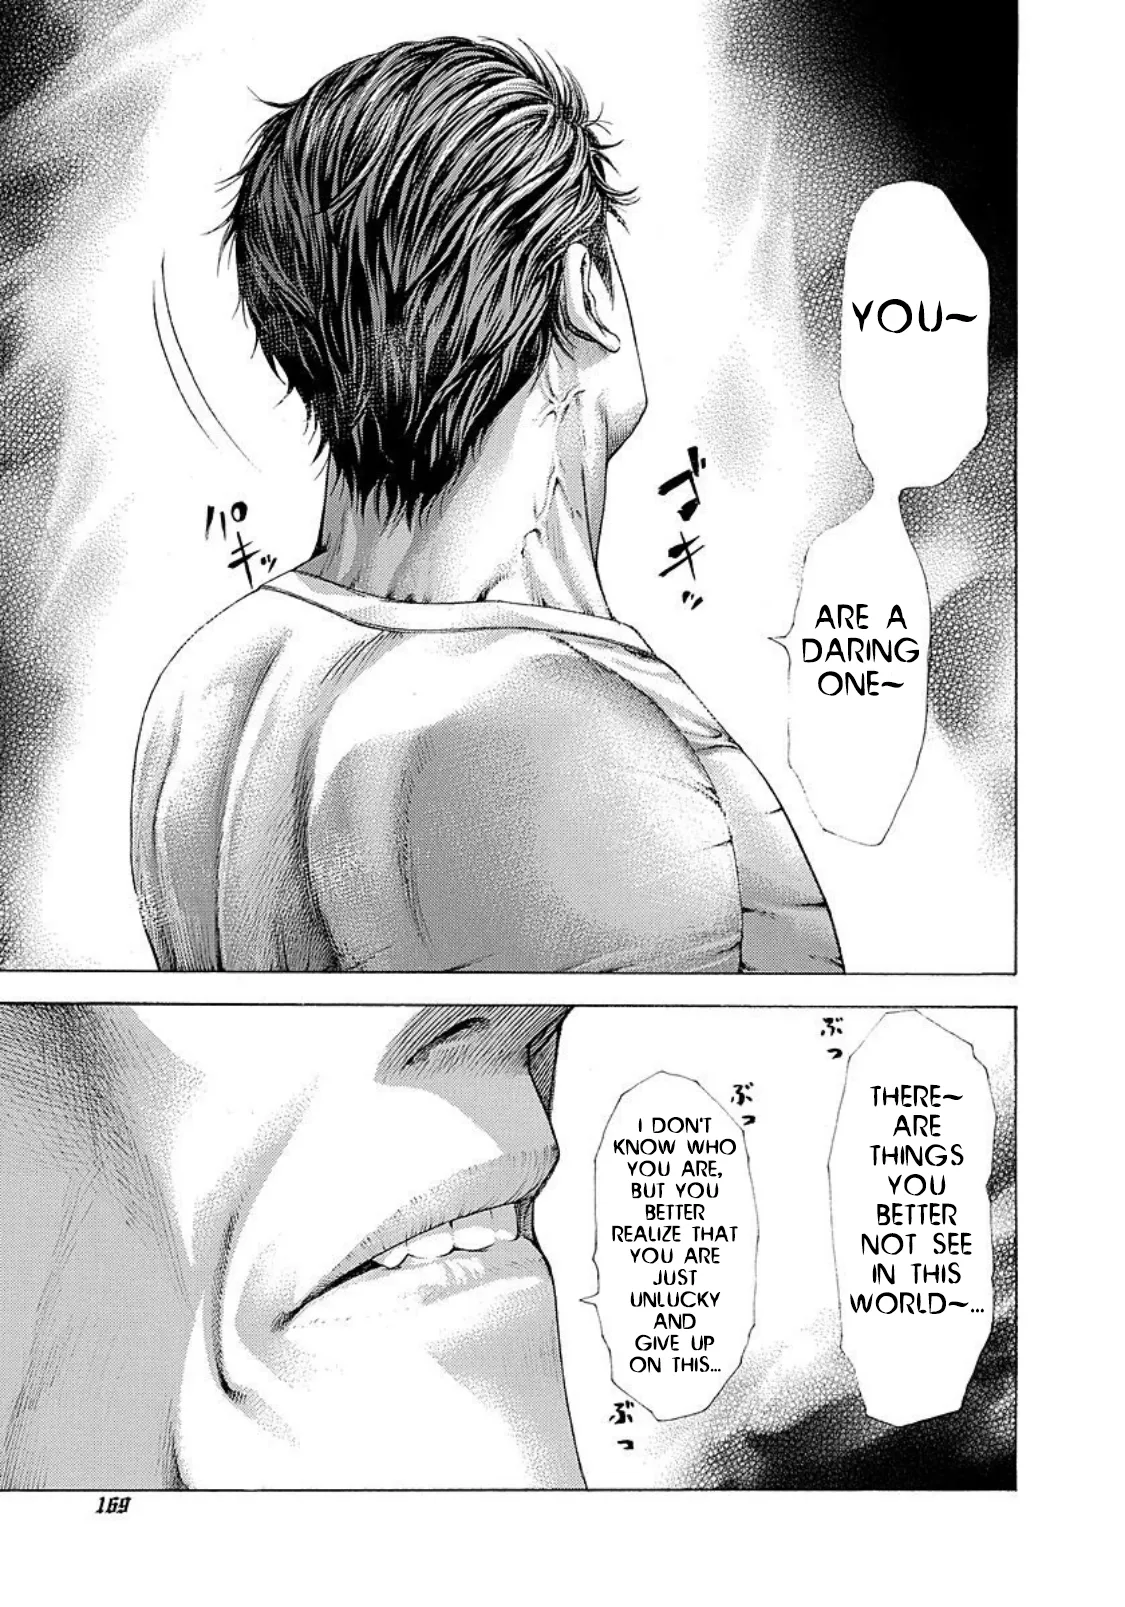 YOU~
ARE A
DARING
ONE~
ゴキッ
パキッ
THERE~
ARE
THINGS
YOU
BETTER
NOT SEE
IN THIS
WORLD~...
ぶっ
ぶっ
I DON'T
KNOW WHO
YOU ARE,
BUT YOU
BETTER
REALIZE THAT
YOU ARE
JUST
UNLUCKY
AND
GIVE UP
ON THIS...
ぶっ
169